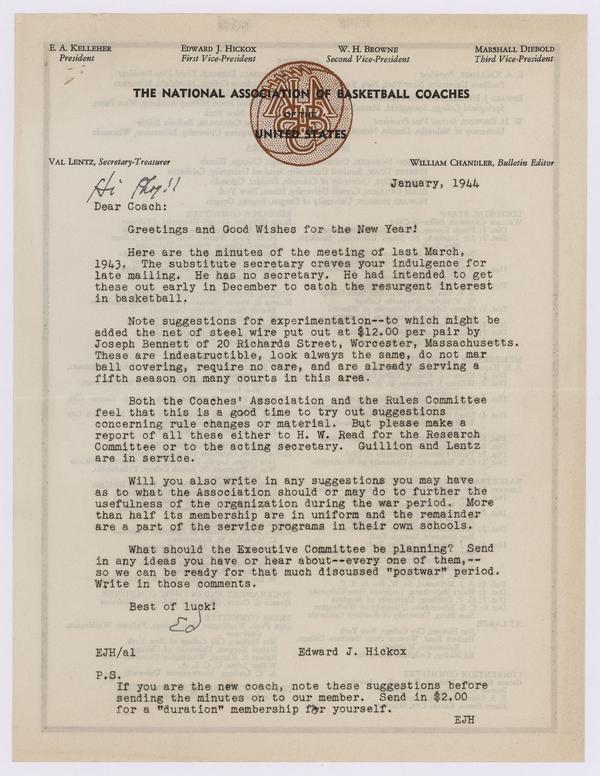 E. A. Kelleher
President
Edward J. Hickox
First Vice-President
W. H. Browne
Second Vice-President
Marshall Diebold
Third Vice-President
THE NATIONAL ASSOCIATION OF BASKETBALL COACHES
OF THE
UNITED STATES
Val Lentz, Secretary-Treasurer
William Chandler, Bulletin Editor
January, 1944
Hi
Dear Coach:
Greetings and Good Wishes for the New Year!
Here are the minutes of the meeting of last March,
1943. The substitute secretary craves your indulgence for
late mailing. He has no secretary. He had intended to get
these out early in December to catch the resurgent interest
in basketball.
Note suggestions for experimentation--to which might be
added the net of steel wire put out at $12.00 per pair by
Joseph Bennett of 20 Richards Street, Worcester, Massachusetts.
These are indestructible, look always the same, do not mar
ball covering, require no care, and are already serving a
fifth season on many courts in this area.
Both the Coaches' Association and the Rules Committee
feel that this is a good time to try out suggestions
concerning rule changes or material. But please make a
report of all these either to H. W. Read for the Research
Committee or to the acting secretary. Guillion and Lentz
are in service.
Will you also write in any suggestions you may have
as to what the Association should or may do to further the
usefulness of the organization during the war period. More
than half its membership are in uniform and the remainder
are a part of the service programs in their own schools.
What should the Executive Committee be planning? Send
in any ideas you have or hear about--every one of them,--
so we can be ready for that much discussed "postwar" period.
Write in those comments.
Best of luck!
Ed
EJH/al
Edward J. Hickox
P.S.
If you are the new coach, note these suggestions before
sending the minutes on to our member. Send in $2.00
for a "duration" membership for yourself.
EJH